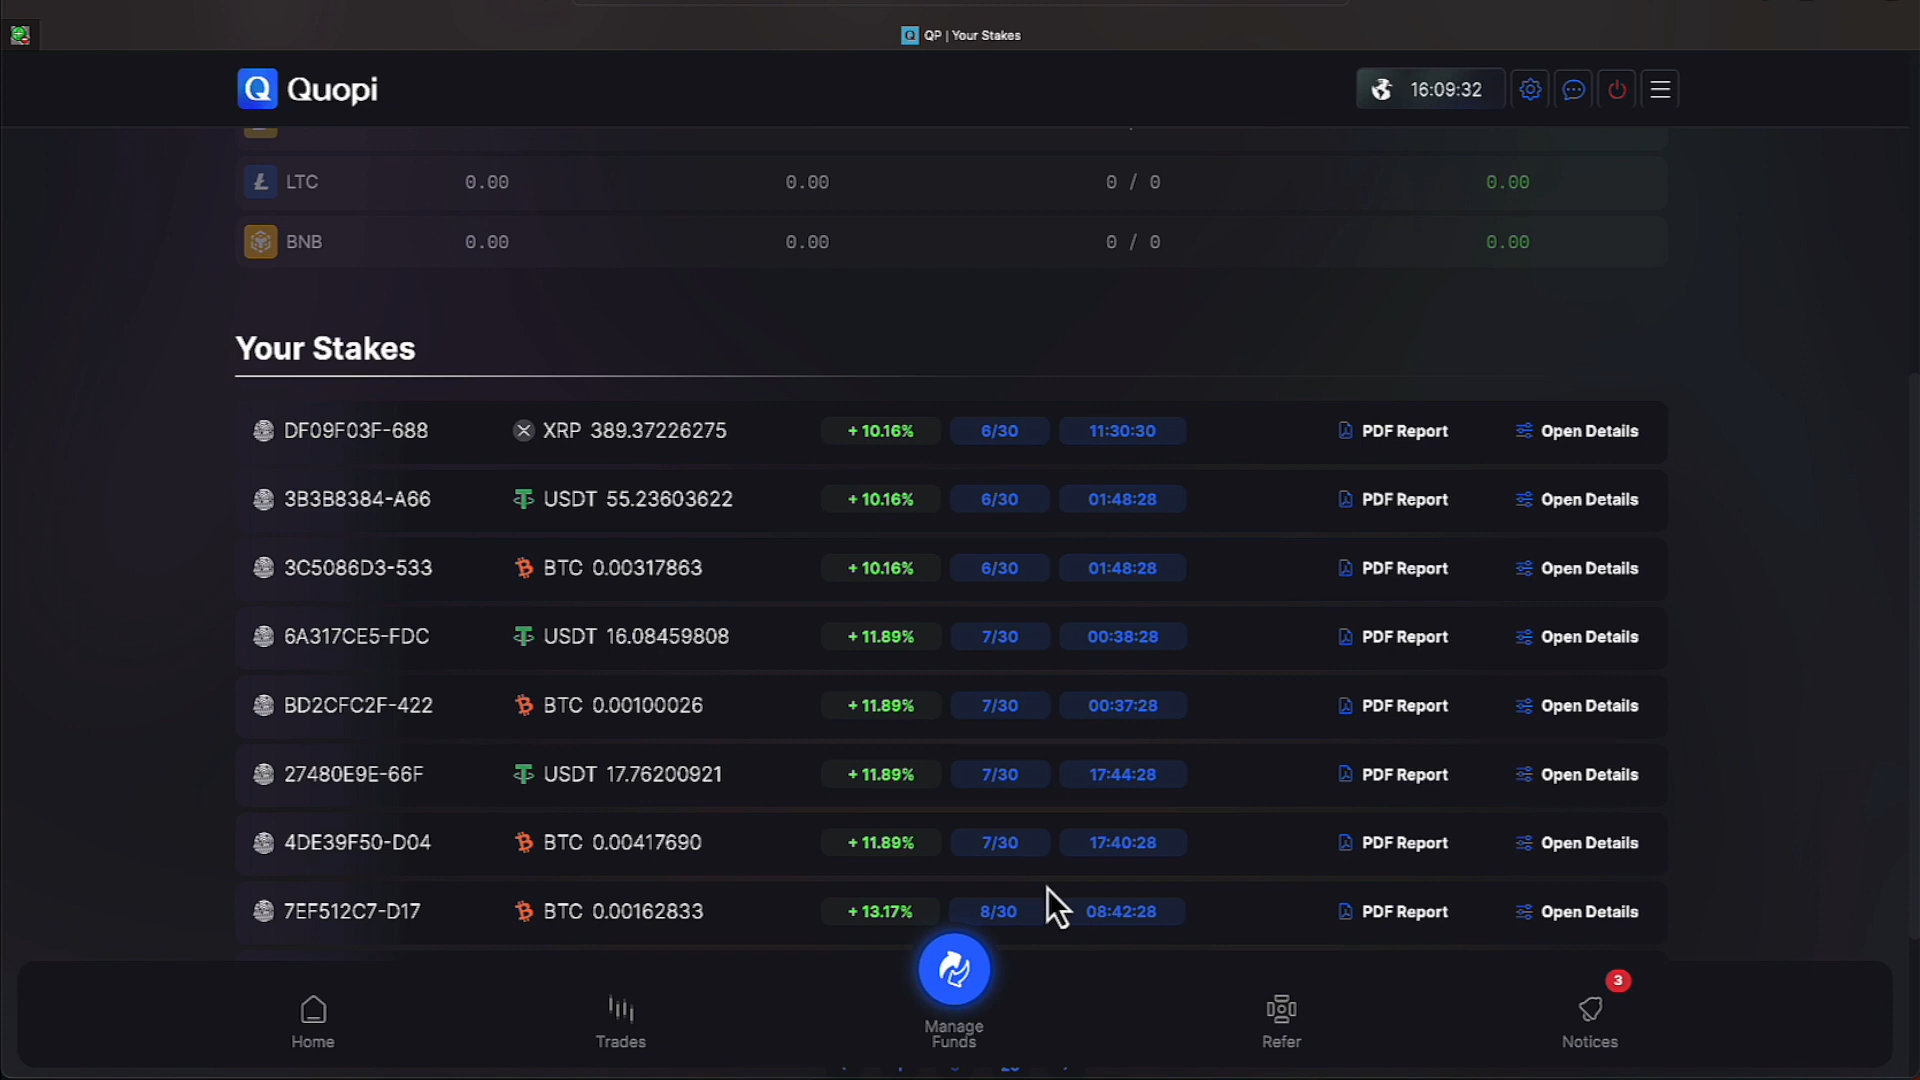 QP | Your Stakes
Quopi
16:09:32
LTC 0.00 0.00 0 / 0 0.00
BNB 0.00 0.00 0 / 0 0.00
Your Stakes
DF09F03F-688 XRP 389.37226275 +10.16% 6/30 11:30:30 PDF Report Open Details
3B3B8384-A66 USDT 55.23603622 +10.16% 6/30 01:48:28 PDF Report Open Details
3C5086D3-533 BTC 0.00317863 +10.16% 6/30 01:48:28 PDF Report Open Details
6A317CE5-FDC USDT 16.08459808 +11.89% 7/30 00:38:28 PDF Report Open Details
BD2CFC2F-422 BTC 0.00100026 +11.89% 7/30 00:37:28 PDF Report Open Details
27480E9E-66F USDT 17.76200921 +11.89% 7/30 17:44:28 PDF Report Open Details
4DE39F50-D04 BTC 0.00417690 +11.89% 7/30 17:40:28 PDF Report Open Details
7EF512C7-D17 BTC 0.00162833 +13.17% 8/30 08:42:28 PDF Report Open Details
3
Home Trades Manage Funds Refer Notices